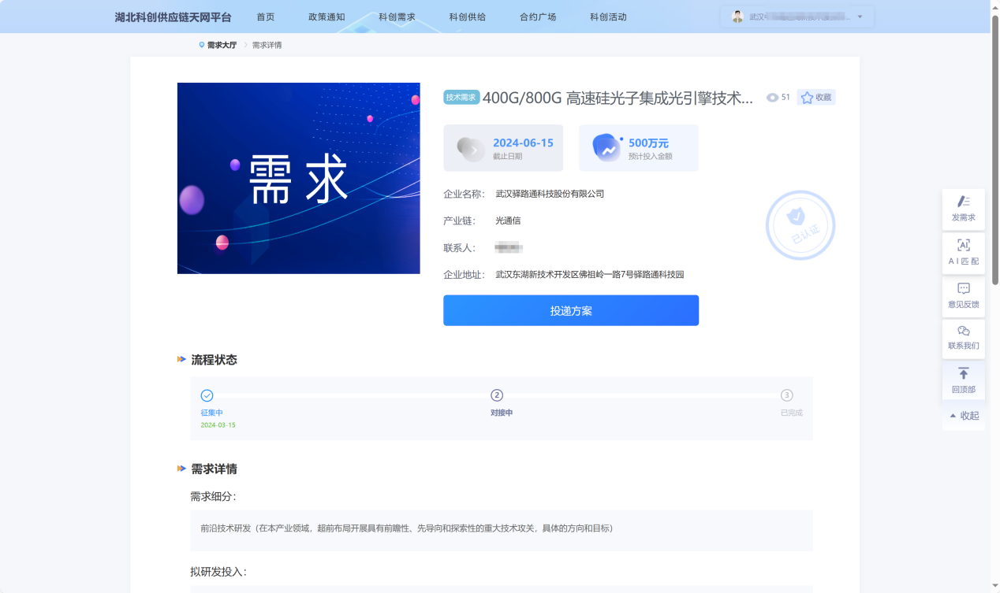 湖北科创供应链天网平台 首页 政策通知 科创需求 科创供给 合约广场 科创活动 武汉
需求大厅 需求详情
需求
技术需求 400G/800G 高速硅光子集成光引擎技术... 51 收藏
2024-06-15 500万元
截止日期 预计投入金额
企业名称： 武汉驿路通科技股份有限公司
产业链： 光通信
已认证
联系人：
企业地址： 武汉东湖新技术开发区佛祖岭一路7号驿路通科技园
投递方案
发需求
AI
AI匹配
意见反馈
联系我们
回顶部
收起
流程状态
2 3
征集中 对接中 已完成
2024-03-15
需求详情
需求细分：
前沿技术研发（在本产业领域，超前布局开展具有前瞻性、先导向和探索性的重大技术攻关，具体的方向和目标）
拟研发投入：